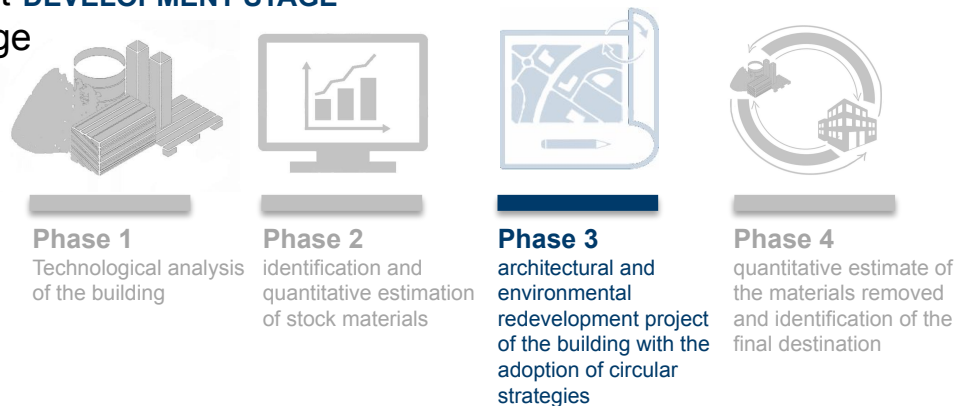 DEVELOPMENT STAGE
Phase 1
Technological analysis
of the building
Phase 2
identification and
quantitative estimation
of stock materials
Phase 3
architectural and
environmental
redevelopment project
of the building with the
adoption of circular
strategies
Phase 4
quantitative estimate of
the materials removed
and identification of the
final destination